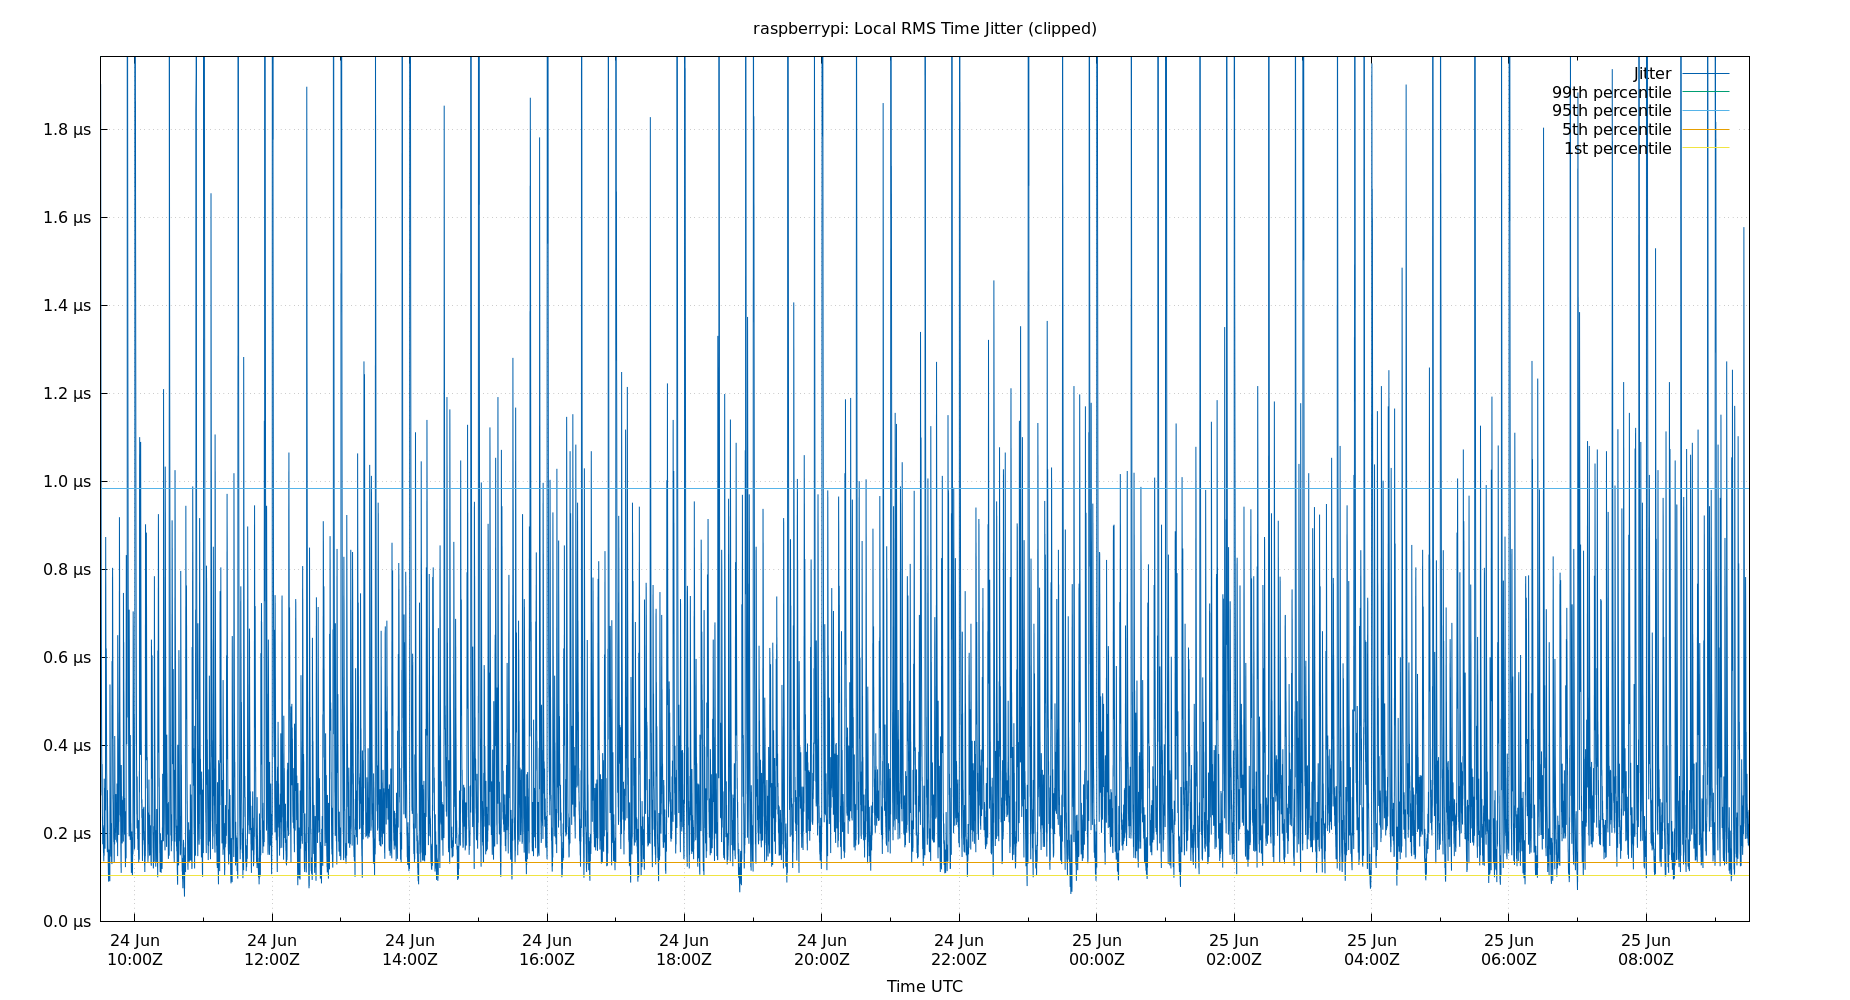 raspberrypi: Local RMS Time Jitter (clipped)
Jitter
99th percentile
95th percentile
5th percentile
1st percentile
1.8 µs
1.6 µs
1.4 µs
1.2 µs
1.0 µs
0.8 µs
0.6 µs
0.4 µs
0.2 µs
0.0 µs
24 Jun 24 Jun 24 Jun 24 Jun 24 Jun 24 Jun 24 Jun 25 Jun 25 Jun 25 Jun 25 Jun 25 Jun
10:00Z 12:00Z 14:00Z 16:00Z 18:00Z 20:00Z 22:00Z 00:00Z 02:00Z 04:00Z 06:00Z 08:00Z
Time UTC